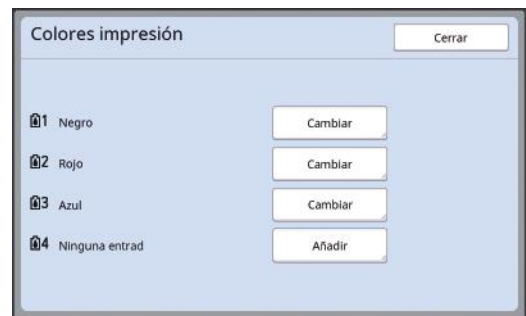 Colores impresión
Cerrar
1 Negro Cambiar
2 Rojo Cambiar
3 Azul Cambiar
4 Ninguna entrad Añadir